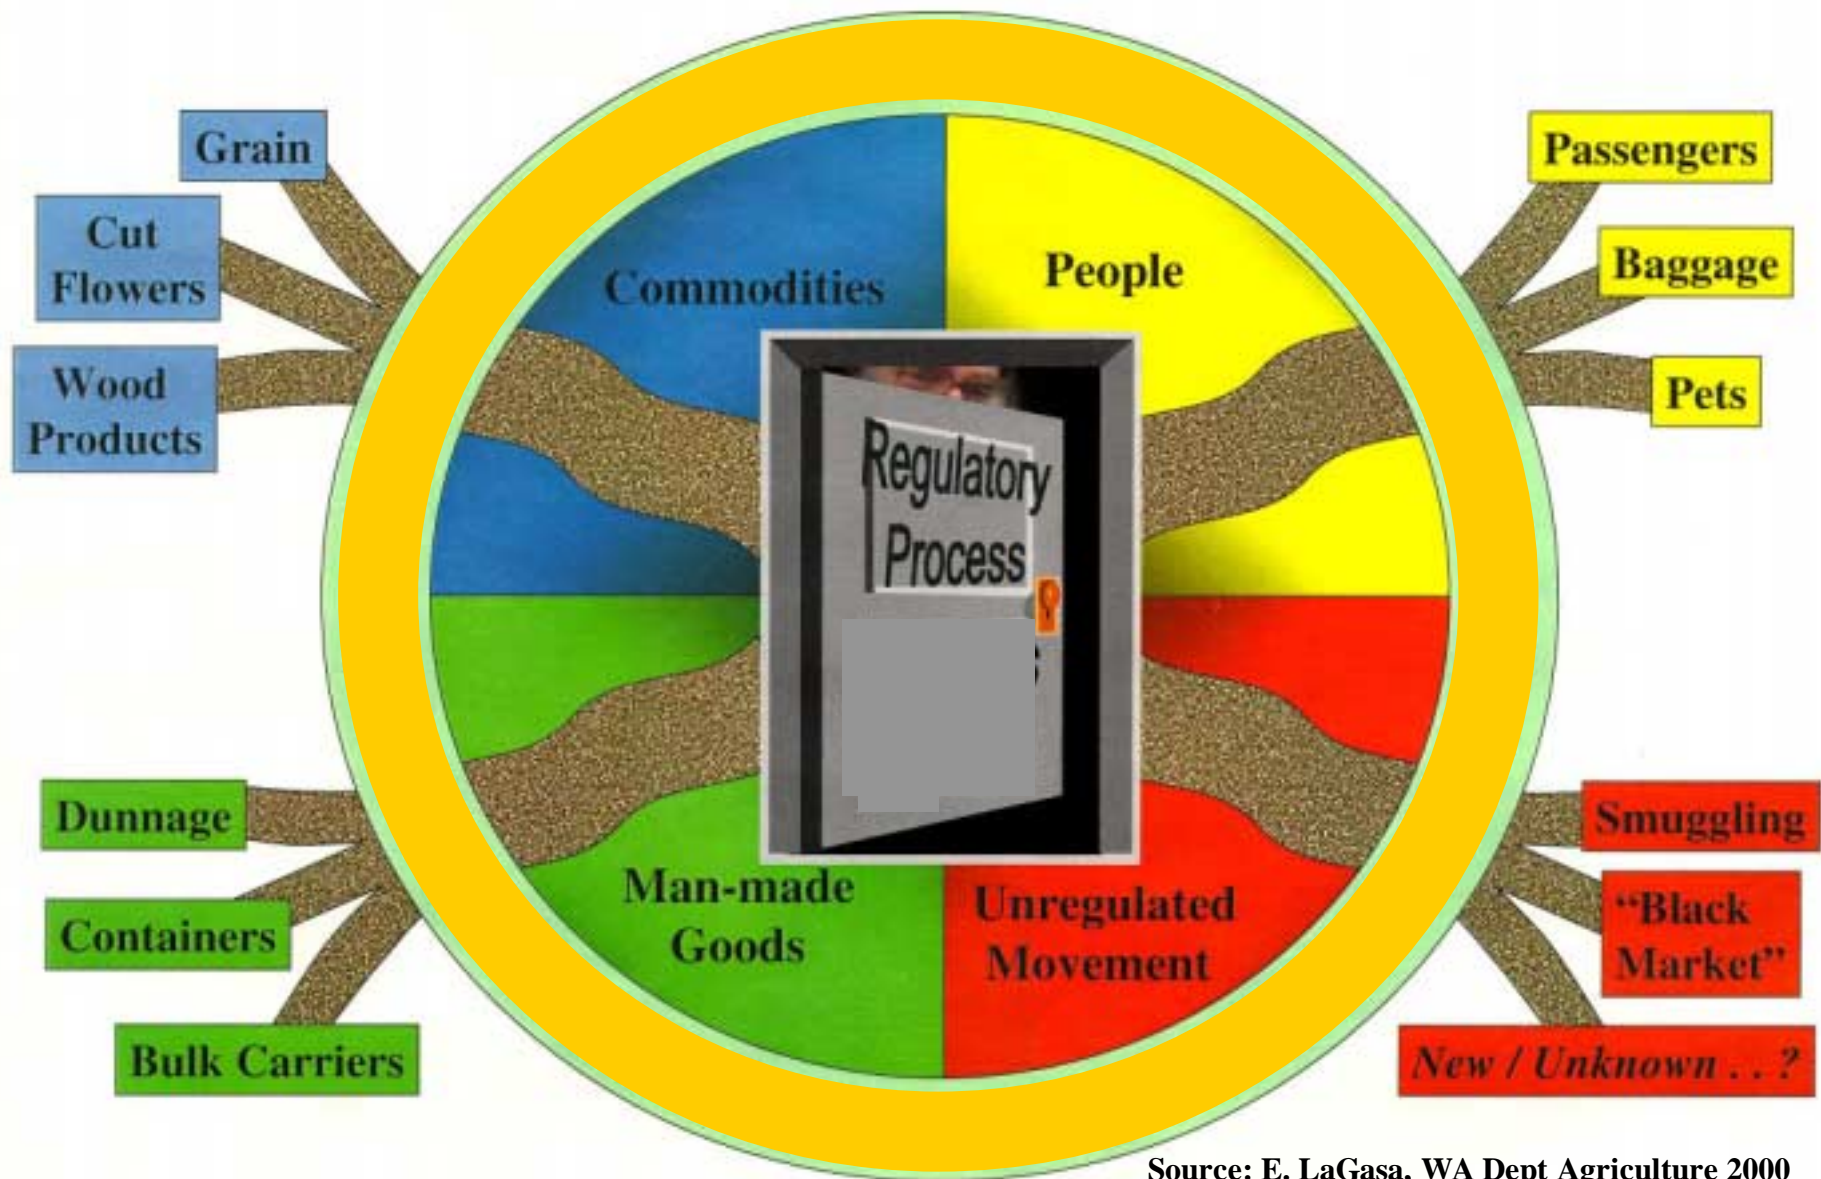 Grain
Cut
Flowers
Wood
Products
Commodities
People
Passengers
Baggage
Pets
Regulatory
Process
Dunnage
Containers
Bulk Carriers
Man-made
Goods
Unregulated
Movement
Smuggling
“Black
Market”
New / Unknown . . ?
Source: E. LaGasa, WA Dept Agriculture 2000